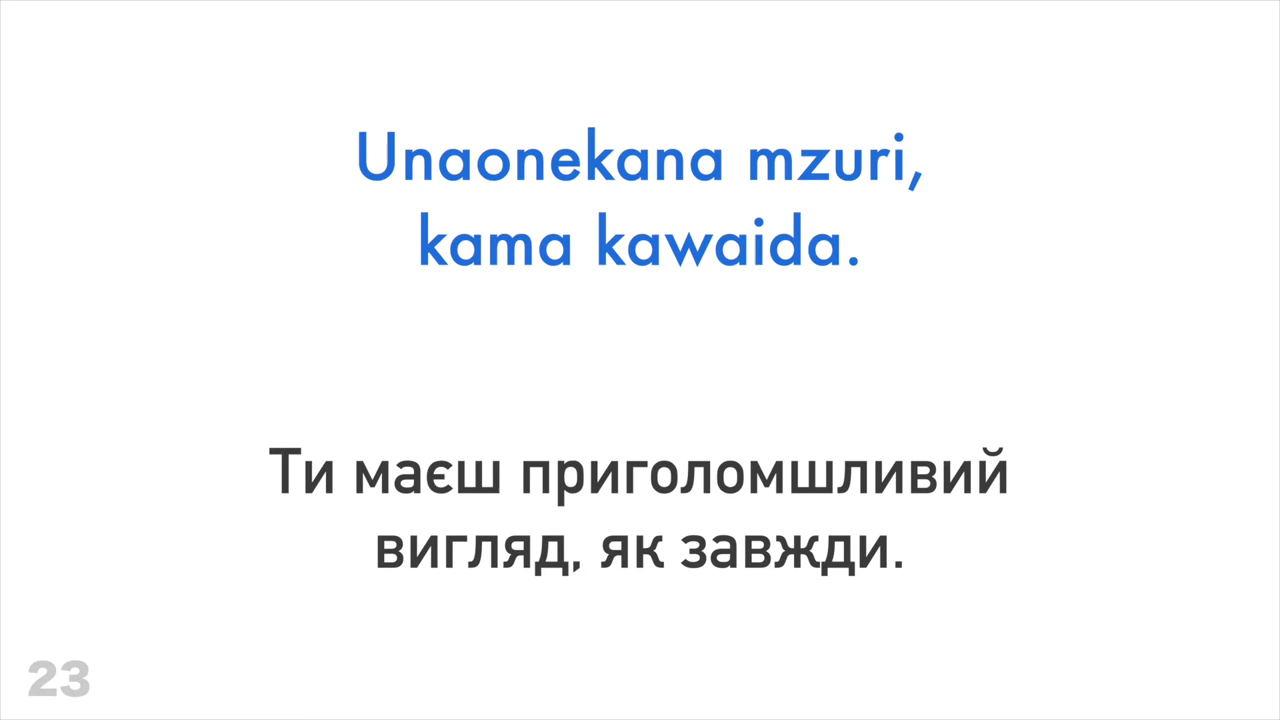 Unaonekana mzuri,
kama kawaida.
Ти маєш приголомшливий
вигляд, як завжди.
23